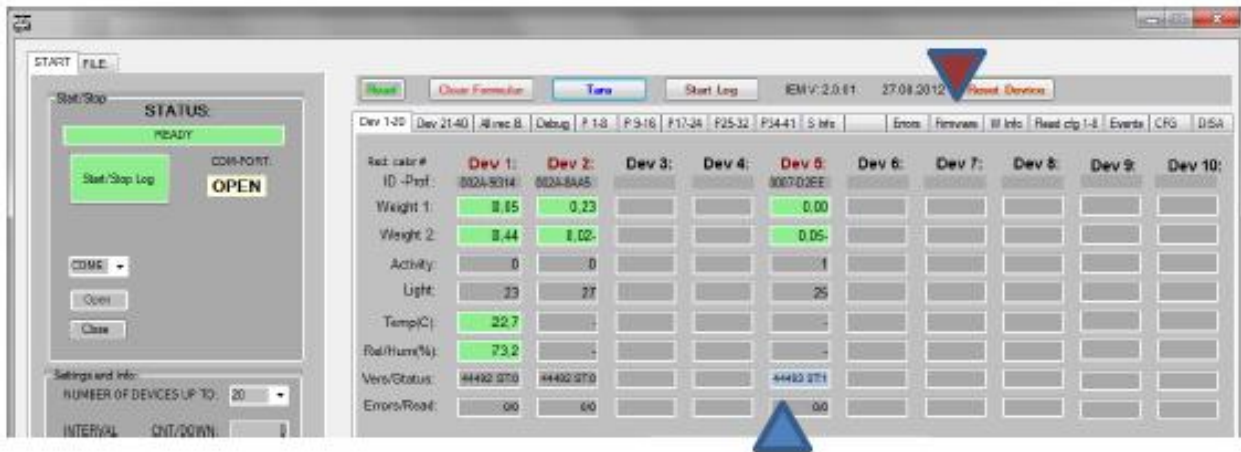 START FILE
Start/Stop
STATUS:
READY
Start/Stop Log
COM-PORT:
OPEN
COM6
Open
Close
Settings and Info:
NUMBER OF DEVICES UP TO: 20
INTERVAL CNT/DOWN:
Read Clear Formular Tara Start Log IEM V: 2.0.61 27.08.2012 Reset Device
Dev 1-20 Dev 21-40 All rec B. Debug P 1-8 P 9-16 P17-24 P25-32 P34-41 S Info Errors Firmware W Info Read cfg 1-8 Events CFG
Dev 1: Dev 2: Dev 3: Dev 4: Dev 5: Dev 6: Dev 7: Dev 8: Dev 9: Dev 10:
ID -Prof:
Weight 1: 0,23 0,00
Weight 2: 0,05-
Activity: 0 0 1
Light: 23 27 25
Temp(C): 22,7 - -
Rel/Hum(%): 73,2 - -
Vers/Status:
Errors/Read: 0/0 0/0 0/0